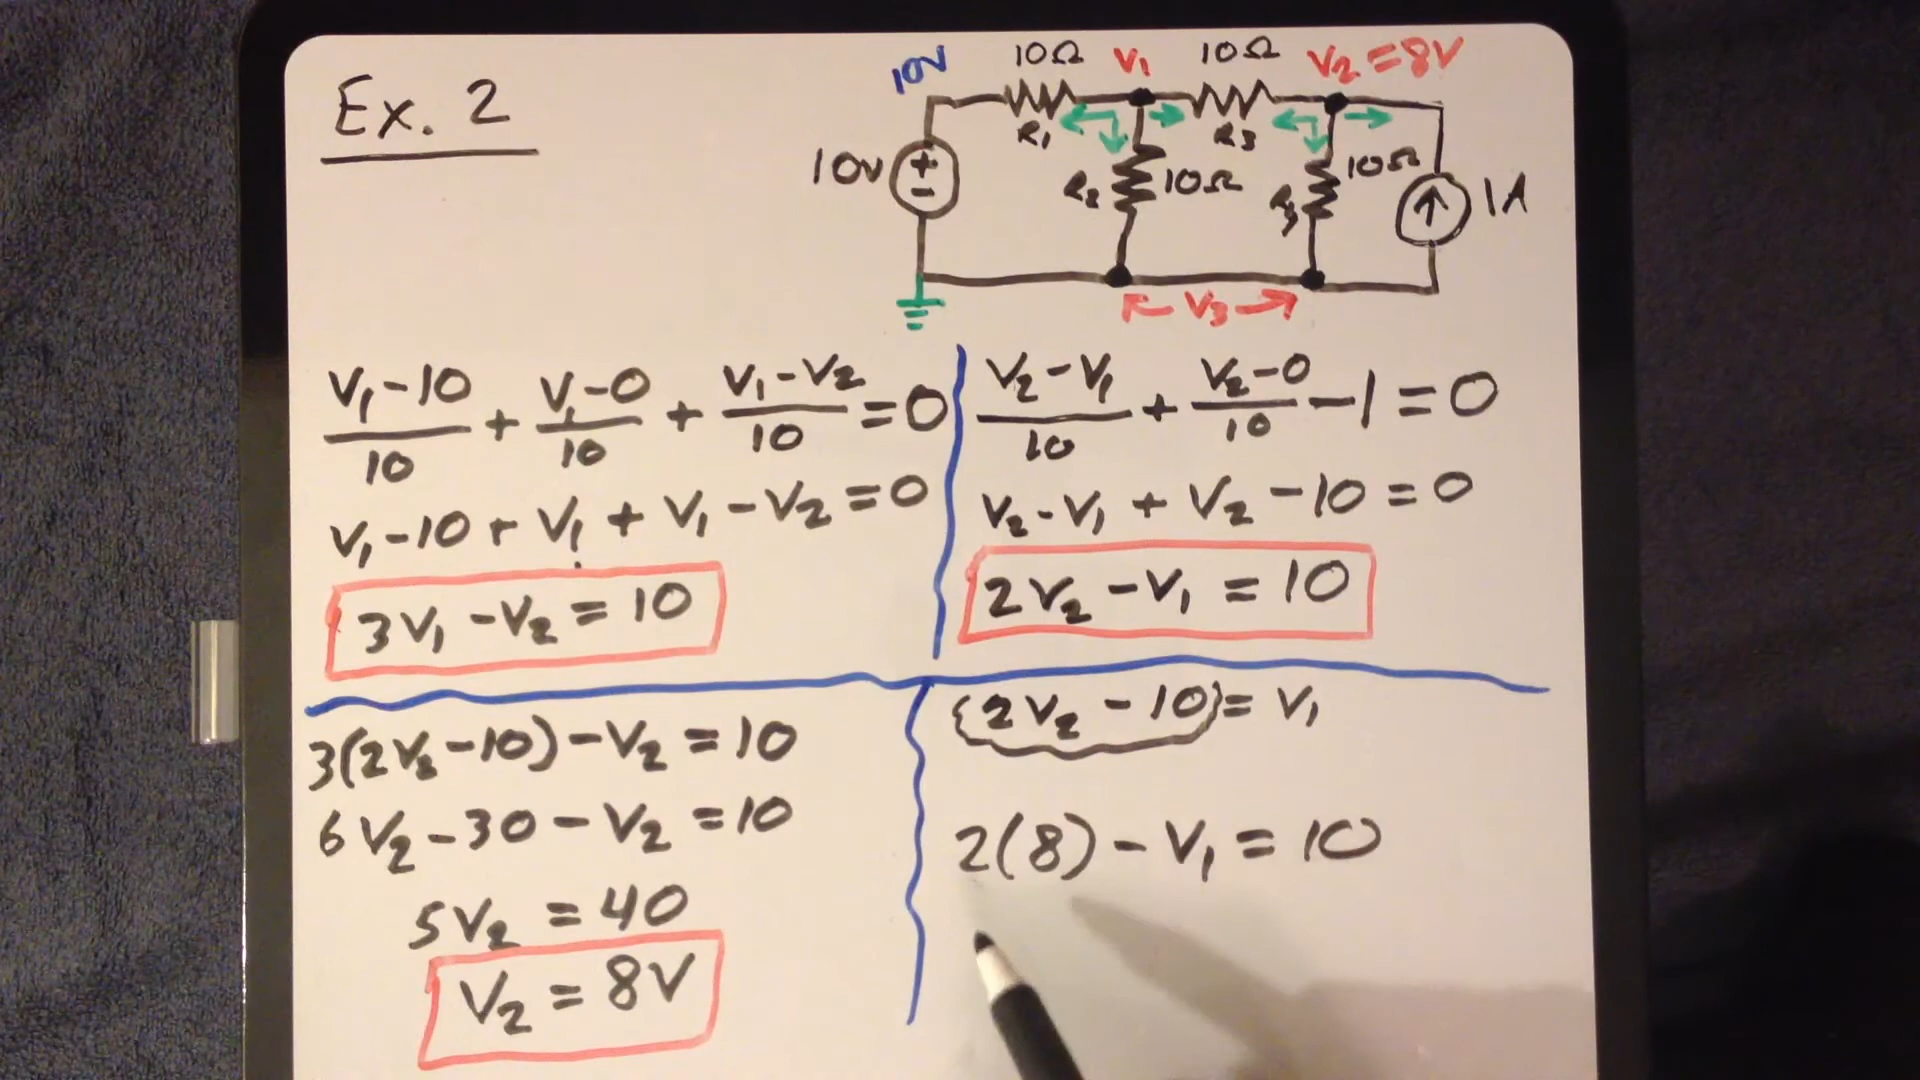 Ex. 2
10V 10Ω V₁ 10Ω V₂ = 8V
R₁ R₃
10V + - R₂ 10Ω 10Ω 1A
← V₃ →
(V₁ - 10)/10 + (V₁ - 0)/10 + (V₁ - V₂)/10 = 0
V₁ - 10 + V₁ + V₁ - V₂ = 0
3V₁ - V₂ = 10
(V₂ - V₁)/10 + (V₂ - 0)/10 - 1 = 0
V₂ - V₁ + V₂ - 10 = 0
2V₂ - V₁ = 10
3(2V₂ - 10) - V₂ = 10
6V₂ - 30 - V₂ = 10
5V₂ = 40
V₂ = 8V
(2V₂ - 10) = V₁
2(8) - V₁ = 10